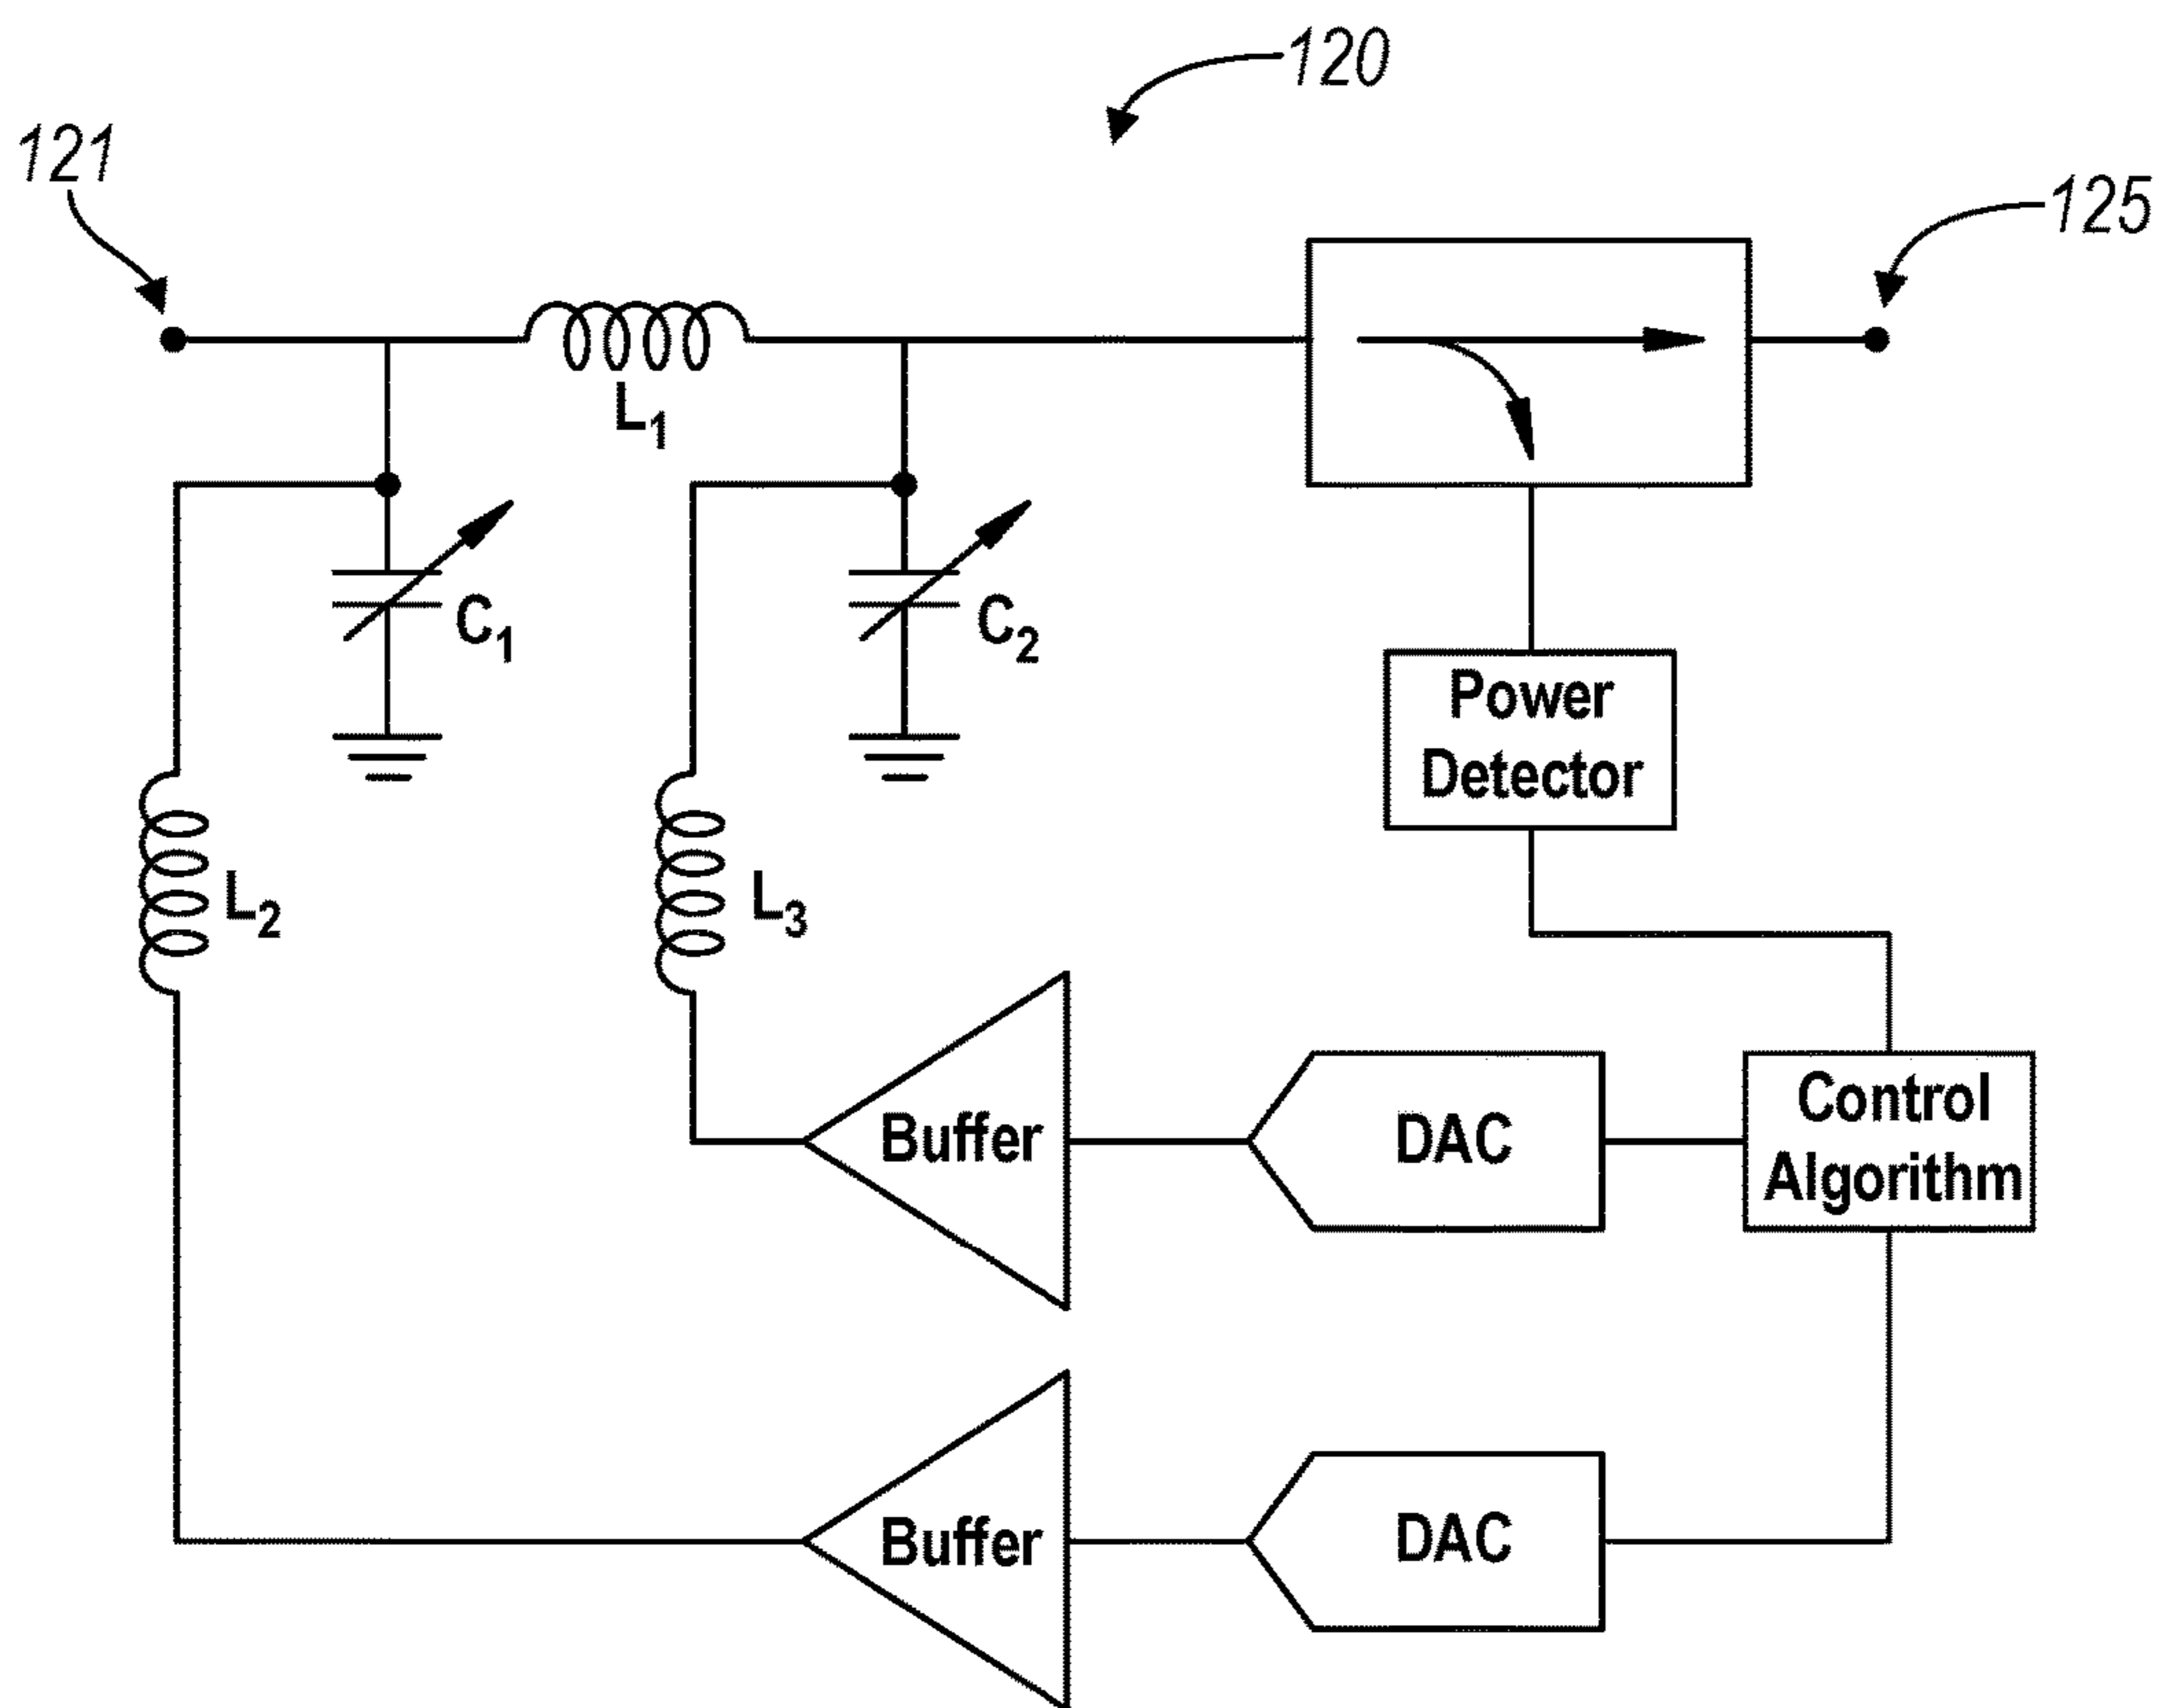 120
121
125
L1
C1
C2
Power
Detector
L2
L3
Buffer
DAC
Control
Algorithm
Buffer
DAC